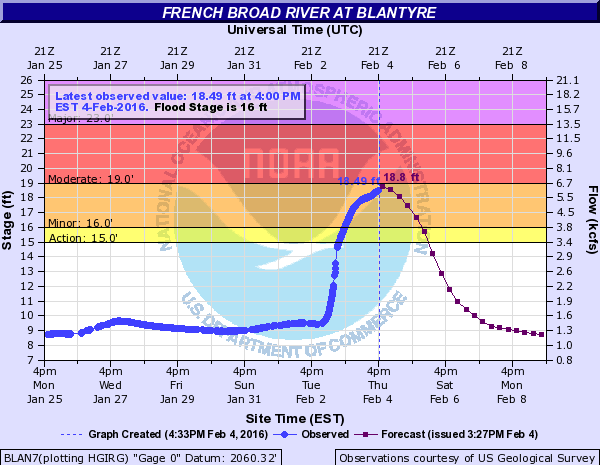 FRENCH BROAD RIVER AT BLANTYRE
Universal Time (UTC)
21Z 21Z 21Z 21Z 21Z 21Z 21Z 21Z
Jan 25 Jan 27 Jan 29 Jan 31 Feb 2 Feb 4 Feb 6 Feb 8
Latest observed value: 18.49 ft at 4:00 PM
EST 4-Feb-2016. Flood Stage is 16 ft
Major: 23.0'
Moderate: 19.0'
Minor: 16.0'
Action: 15.0'
18.49 ft
18.8 ft
NOAA
NATIONAL OCEANIC AND ATMOSPHERIC ADMINISTRATION
U.S. DEPARTMENT OF COMMERCE
Stage (ft)
26
25
24
23
22
21
20
19
18
17
16
15
14
13
12
11
10
9
8
7
Flow (kcfs)
21.1
18.2
15.7
13.5
11.5
9.6
8.1
6.7
5.5
4.5
3.8
3.4
2.9
2.6
2.2
1.9
1.6
1.3
1.0
0.8
4pm 4pm 4pm 4pm 4pm 4pm 4pm 4pm
Mon Wed Fri Sun Tue Thu Sat Mon
Jan 25 Jan 27 Jan 29 Jan 31 Feb 2 Feb 4 Feb 6 Feb 8
Site Time (EST)
Graph Created (4:33PM Feb 4, 2016) Observed Forecast (issued 3:27PM Feb 4)
BLAN7(plotting HGIRG) "Gage 0" Datum: 2060.32'
Observations courtesy of US Geological Survey